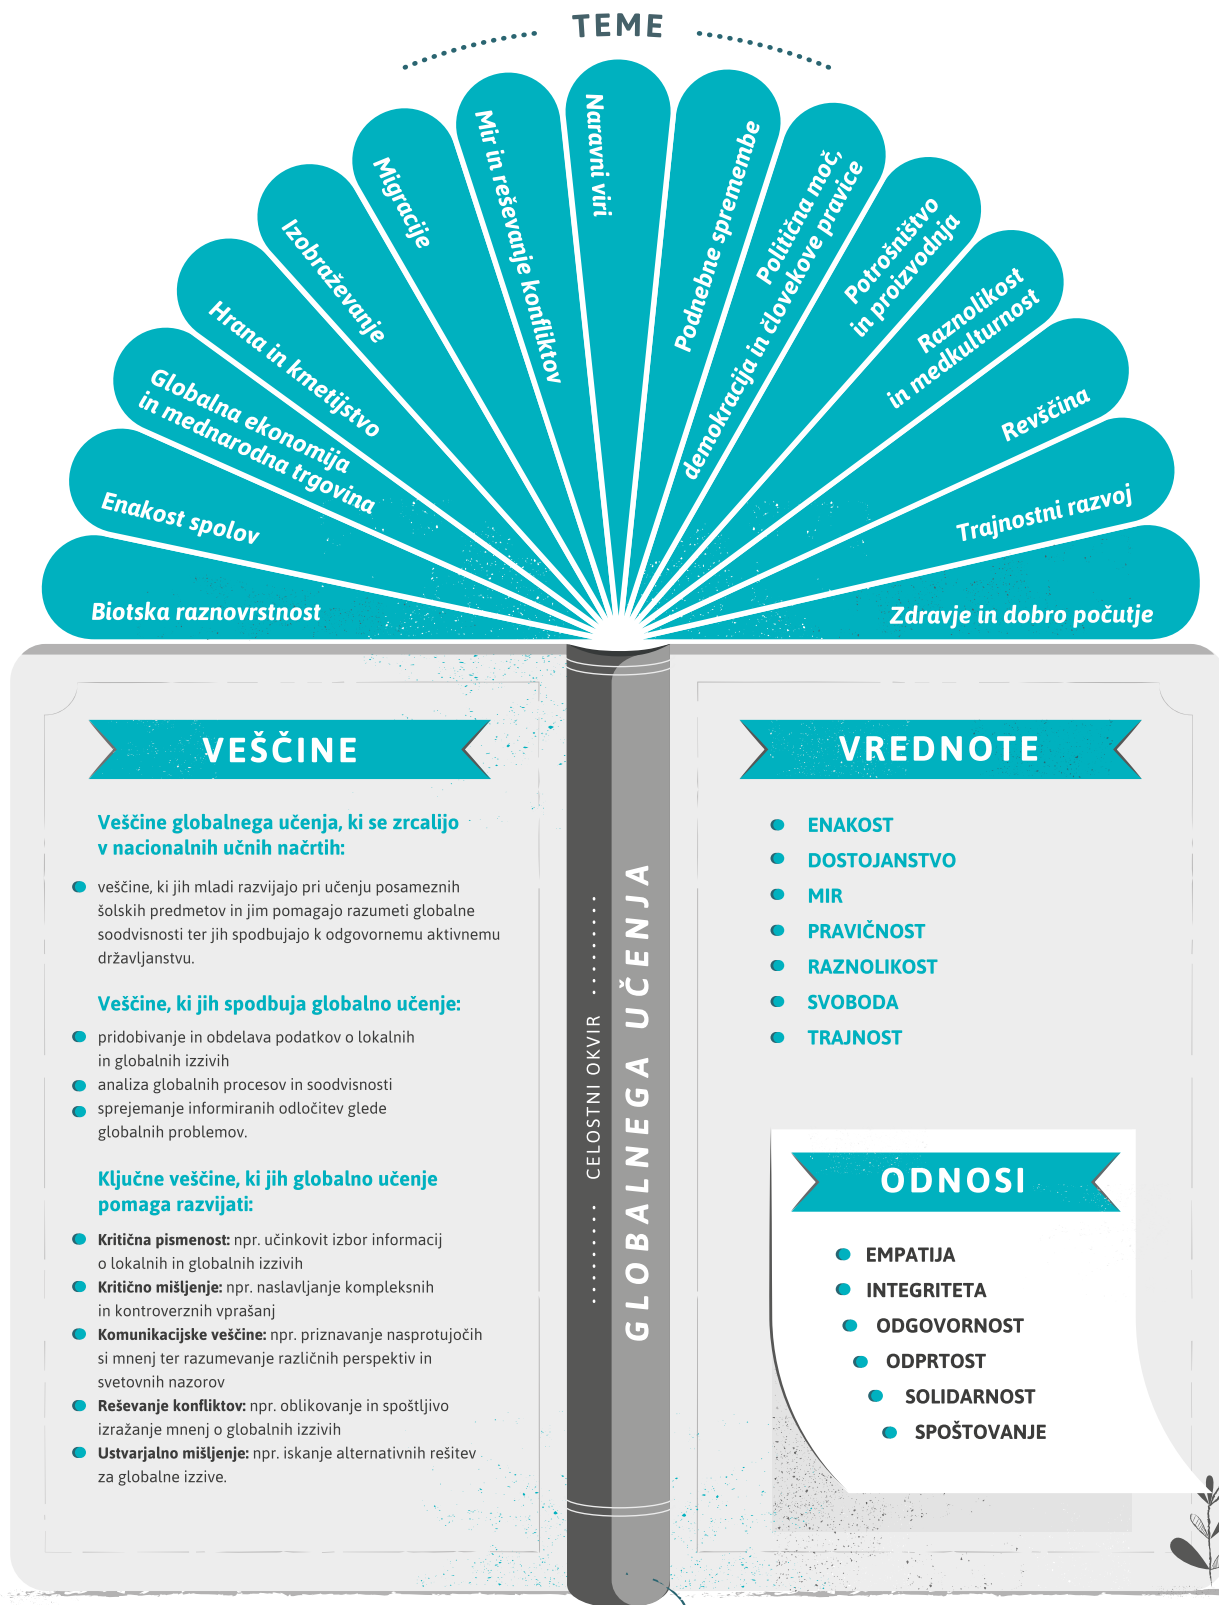 TEME
Biotska raznovrstnost
Enakost spolov
Globalna ekonomija
in mednarodna trgovina
Hrana in kmetijstvo
Izobraževanje
Migracije
Mir in reševanje konfliktov
Naravni viri
Podnebne spremembe
Politična moč,
demokracija in človekove pravice
Potrošništvo
in proizvodnja
Raznolikost
in medkulturnost
Revščina
Trajnostni razvoj
Zdravje in dobro počutje
VEŠČINE
Veščine globalnega učenja, ki se zrcalijo
v nacionalnih učnih načrtih:
veščine, ki jih mladi razvijajo pri učenju posameznih
šolskih predmetov in jim pomagajo razumeti globalne
soodvisnosti ter jih spodbujajo k odgovornemu aktivnemu
državljanstvu.
Veščine, ki jih spodbuja globalno učenje:
pridobivanje in obdelava podatkov o lokalnih
in globalnih izzivih
analiza globalnih procesov in soodvisnosti
sprejemanje informiranih odločitev glede
globalnih problemov.
Ključne veščine, ki jih globalno učenje
pomaga razvijati:
Kritična pismenost: npr. učinkovit izbor informacij
o lokalnih in globalnih izzivih
Kritično mišljenje: npr. naslavljanje kompleksnih
in kontroverznih vprašanj
Komunikacijske veščine: npr. priznavanje nasprotujočih
si mnenj ter razumevanje različnih perspektiv in
svetovnih nazorov
Reševanje konfliktov: npr. oblikovanje in spoštljivo
izražanje mnenj o globalnih izzivih
Ustvarjalno mišljenje: npr. iskanje alternativnih rešitev
za globalne izzive.
CELOSTNI OKVIR
GLOBALNEGA UČENJA
VREDNOTE
ENAKOST
DOSTOJANSTVO
MIR
PRAVIČNOST
RAZNOLIKOST
SVOBODA
TRAJNOST
ODNOSI
EMPATIJA
INTEGRITETA
ODGOVORNOST
ODPRTOST
SOLIDARNOST
SPOŠTOVANJE